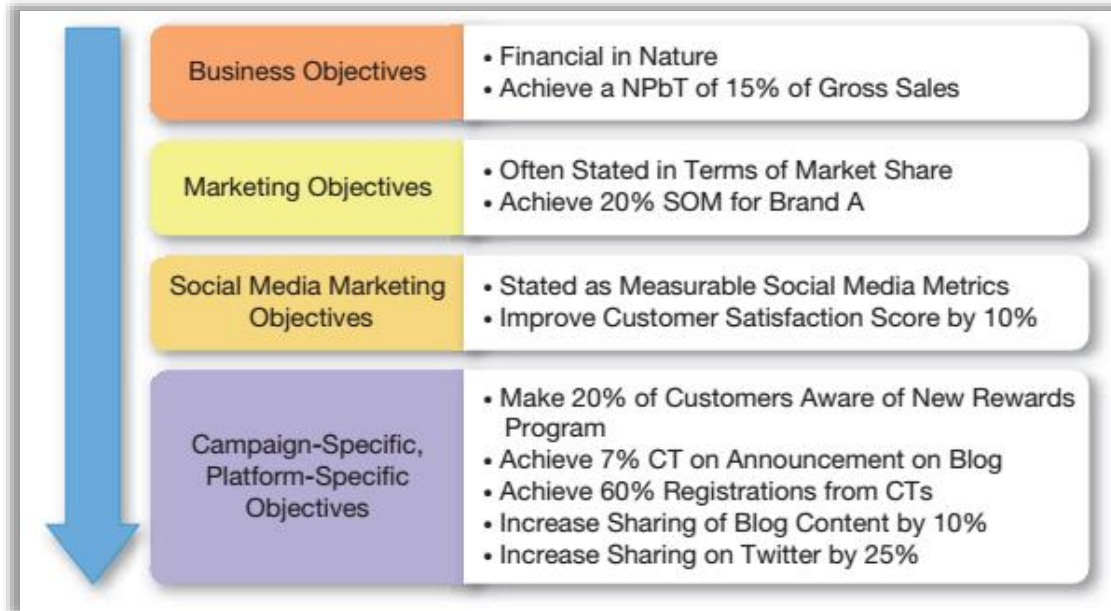 Business Objectives
• Financial in Nature
• Achieve a NPbT of 15% of Gross Sales
Marketing Objectives
• Often Stated in Terms of Market Share
• Achieve 20% SOM for Brand A
Social Media Marketing
Objectives
• Stated as Measurable Social Media Metrics
• Improve Customer Satisfaction Score by 10%
Campaign-Specific,
Platform-Specific
Objectives
• Make 20% of Customers Aware of New Rewards
Program
• Achieve 7% CT on Announcement on Blog
• Achieve 60% Registrations from CTs
• Increase Sharing of Blog Content by 10%
• Increase Sharing on Twitter by 25%